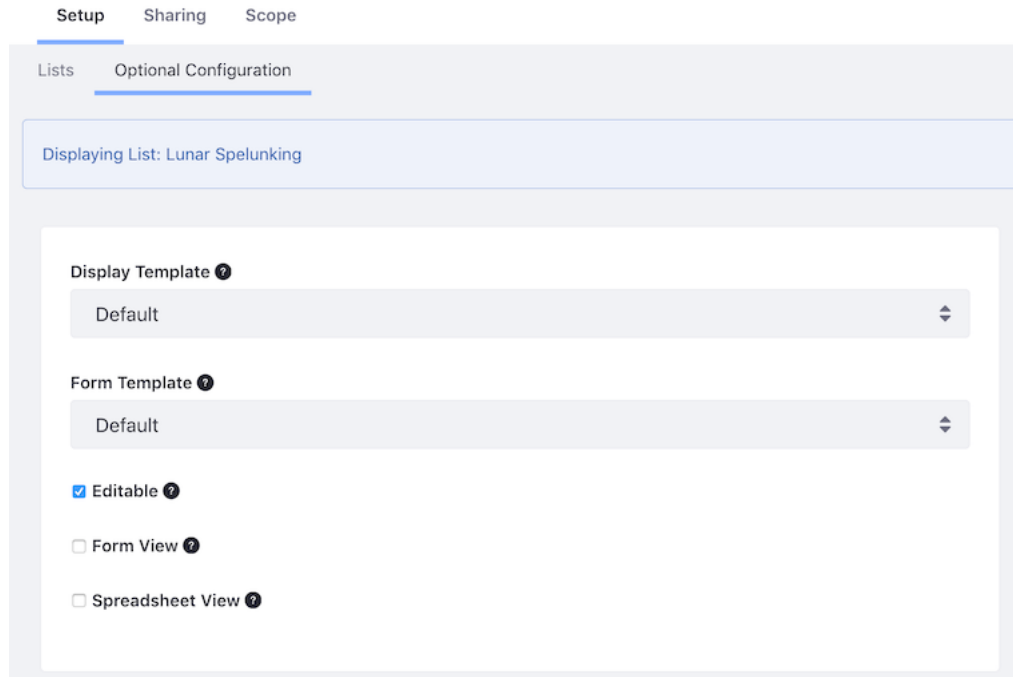 Setup Sharing Scope
Lists Optional Configuration
Displaying List: Lunar Spelunking
Display Template ?
Default
Form Template ?
Default
Editable ?
Form View ?
Spreadsheet View ?